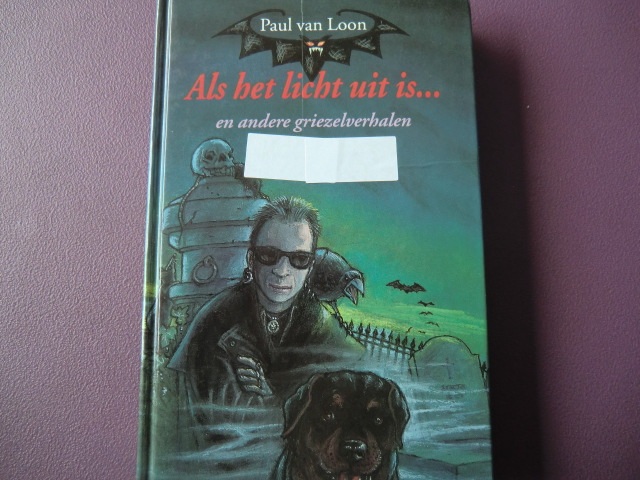 Paul van Loon
Als het licht uit is...
en andere griezelverhalen